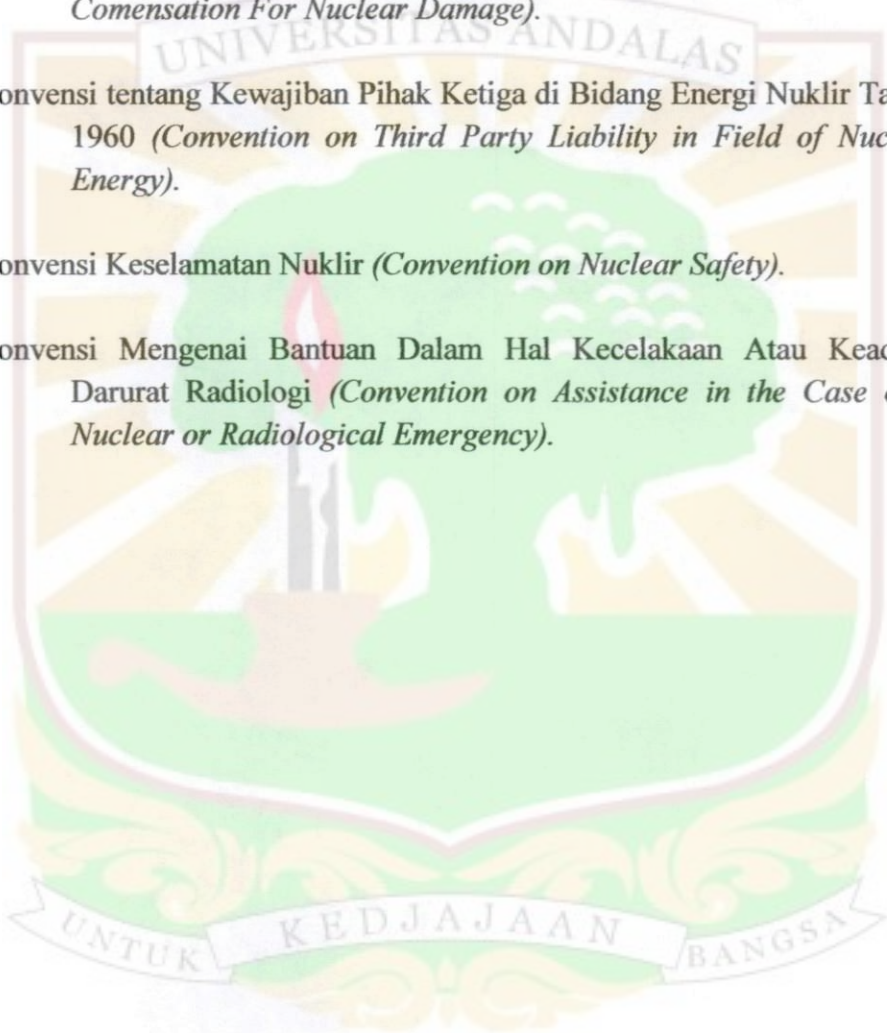 Comensation For Nuclear Damage).
UNIVERSITAS ANDALAS
onvensi tentang Kewajiban Pihak Ketiga di Bidang Energi Nuklir Ta
1960 (Convention on Third Party Liability in Field of Nuc
Energy).
onvensi Keselamatan Nuklir (Convention on Nuclear Safety).
onvensi Mengenai Bantuan Dalam Hal Kecelakaan Atau Keac
Darurat Radiologi (Convention on Assistance in the Case
Nuclear or Radiological Emergency).
UNTUK KEDJAJAAN BANGSA